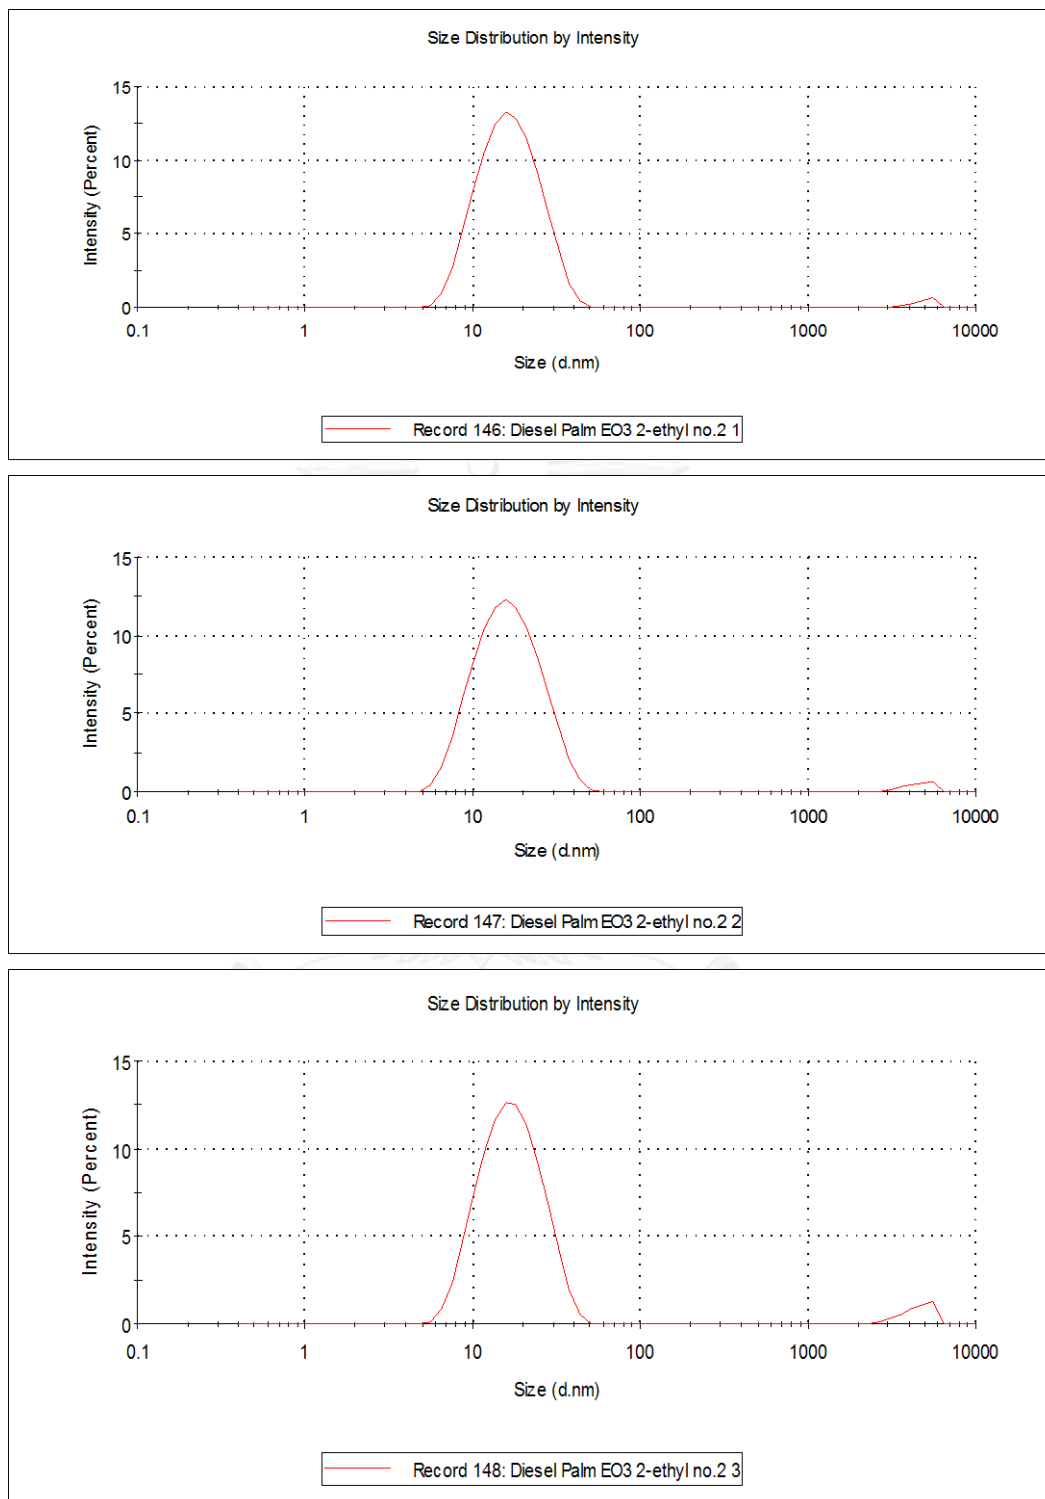 Size Distribution by Intensity
15
10
5
0
Intensity (Percent)
0.1 1 10 100 1000 10000
Size (d.nm)
Record 146: Diesel Palm EO3 2-ethyl no.2 1
Size Distribution by Intensity
15
10
5
0
Intensity (Percent)
0.1 1 10 100 1000 10000
Size (d.nm)
Record 147: Diesel Palm EO3 2-ethyl no.2 2
Size Distribution by Intensity
15
10
5
0
Intensity (Percent)
0.1 1 10 100 1000 10000
Size (d.nm)
Record 148: Diesel Palm EO3 2-ethyl no.2 3